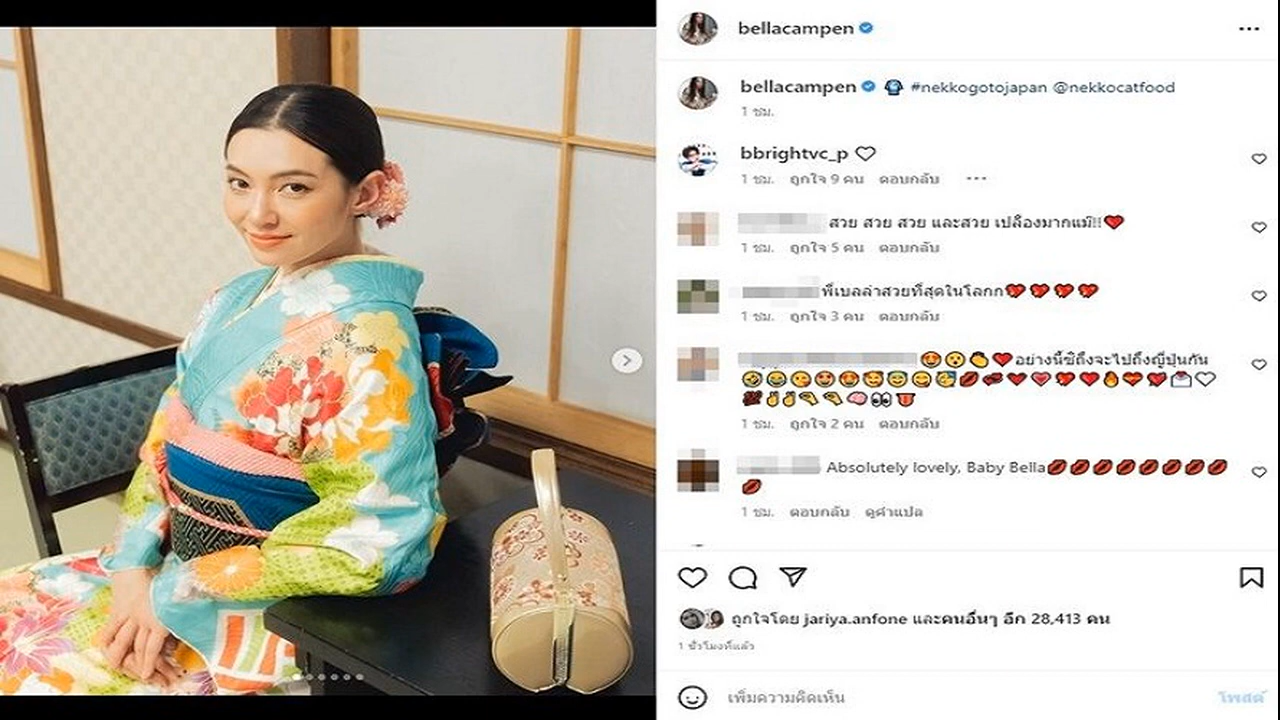 bellacampen
bellacampen #nekkogotojapan @nekkocatfood
1 ชม.
bbrightvc_p
1 ชม. ถูกใจ 9 คน ตอบกลับ
สวย สวย สวย และสวย เปล่งมากแม่!!
1 ชม. ถูกใจ 5 คน ตอบกลับ
พี่เบลล่าสวยที่สุดในโลกก
1 ชม. ถูกใจ 3 คน ตอบกลับ
อย่างนี้ซิถึงจะไปถึงญี่ปุ่นกัน
1 ชม. ถูกใจ 2 คน ตอบกลับ
Absolutely lovely, Baby Bella
1 ชม. ตอบกลับ ดูคำแปล
ถูกใจโดย jariya.anfone และคนอื่นๆ อีก 28,413 คน
1 ชั่วโมงที่แล้ว
เพิ่มความคิดเห็น
โพสต์